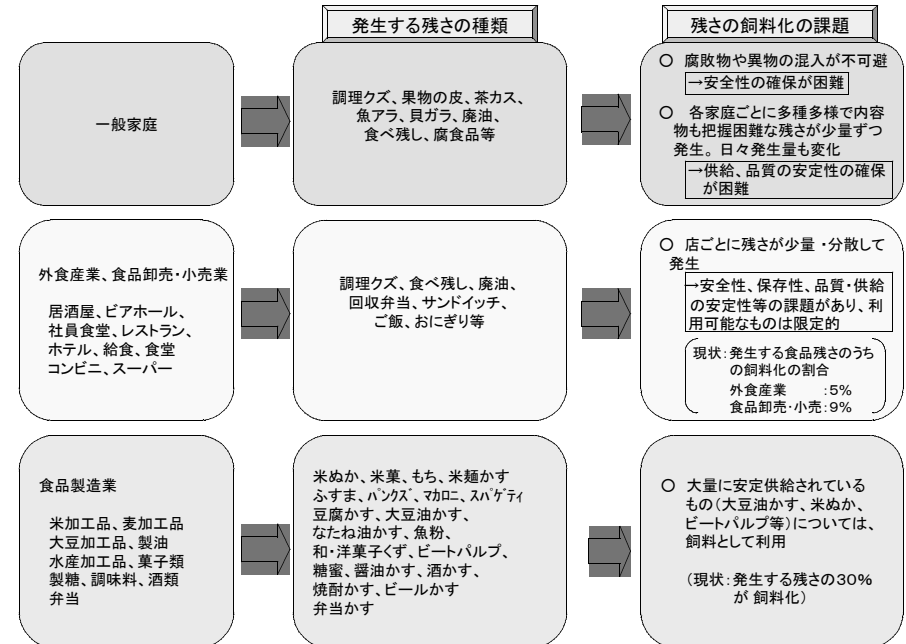 発生する残さの種類
残さの飼料化の課題
一般家庭
調理クズ、果物の皮、茶カス、
魚アラ、貝ガラ、廃油、
食べ残し、腐食品等
○ 腐敗物や異物の混入が不可避
→安全性の確保が困難
○ 各家庭ごとに多種多様で内容
物も把握困難な残さが少量ずつ
発生。日々発生量も変化
→供給、品質の安定性の確保
が困難
外食産業、食品卸売・小売業
居酒屋、ビアホール、
社員食堂、レストラン、
ホテル、給食、食堂
コンビニ、スーパー
調理クズ、食べ残し、廃油、
回収弁当、サンドイッチ、
ご飯、おにぎり等
○ 店ごとに残さが少量・分散して
発生
→安全性、保存性、品質・供給
の安定性等の課題があり、利
用可能なものは限定的
現状:発生する食品残さのうち
の飼料化の割合
外食産業 :5%
食品卸売・小売:9%
食品製造業
米加工品、麦加工品
大豆加工品、製油
水産加工品、菓子類
製糖、調味料、酒類
弁当
米ぬか、米菓、もち、米麺かす
ふすま、パンクズ、マカロニ、スパゲティ
豆腐かす、大豆油かす、
なたね油かす、魚粉、
和・洋菓子くず、ビートパルプ、
糖蜜、醤油かす、酒かす、
焼酎かす、ビールかす
弁当かす
○ 大量に安定供給されている
もの(大豆油かす、米ぬか、
ビートパルプ等)については、
飼料として利用
(現状:発生する残さの30%
が 飼料化)